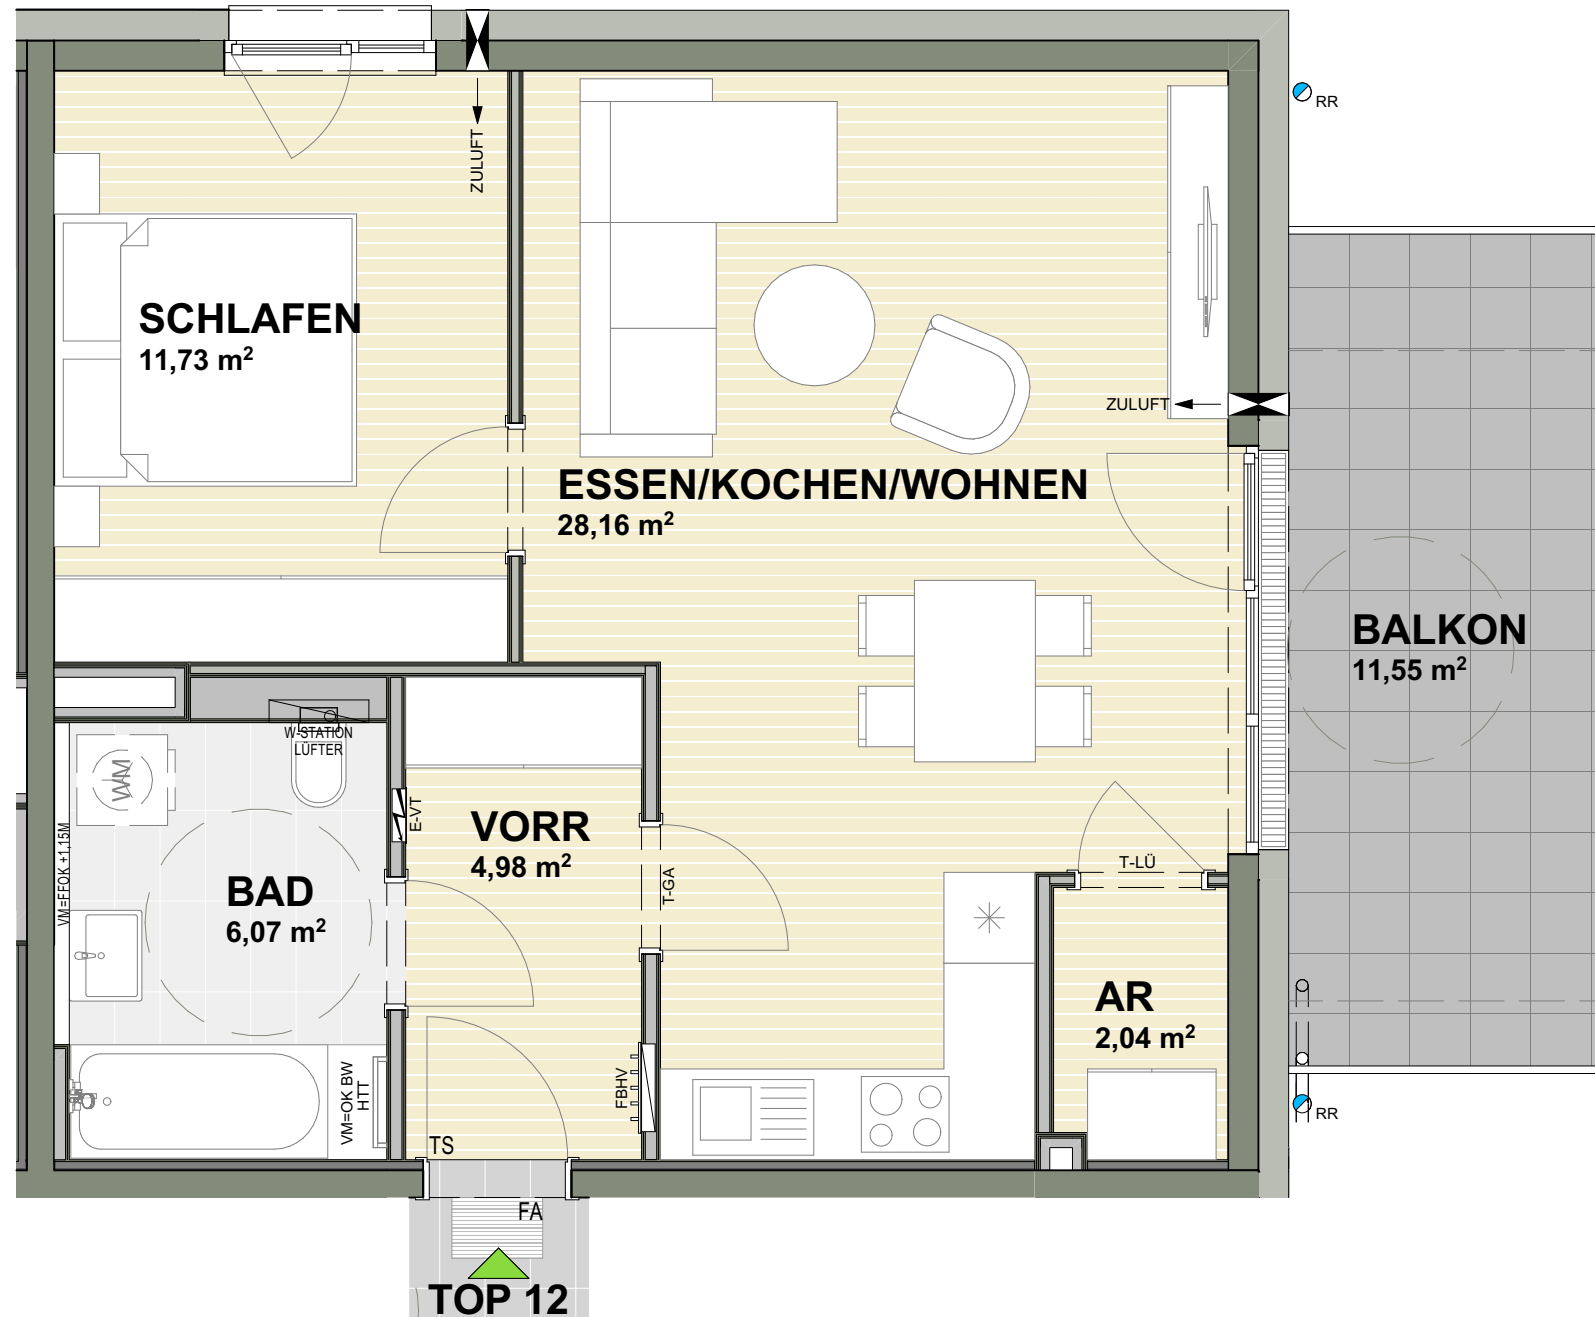 RR
ZULUFT
SCHLAFEN
11,73 m²
ZULUFT
ESSEN/KOCHEN/WOHNEN
28,16 m²
BALKON
11,55 m²
W-STATION
LÜFTER
WM
E-VT
VM=FFOK +1,15M
VORR
4,98 m²
T-GA
T-LÜ
BAD
6,07 m²
AR
2,04 m²
VM=OK BW
HTT
FBHV
RR
TS
FA
TOP 12